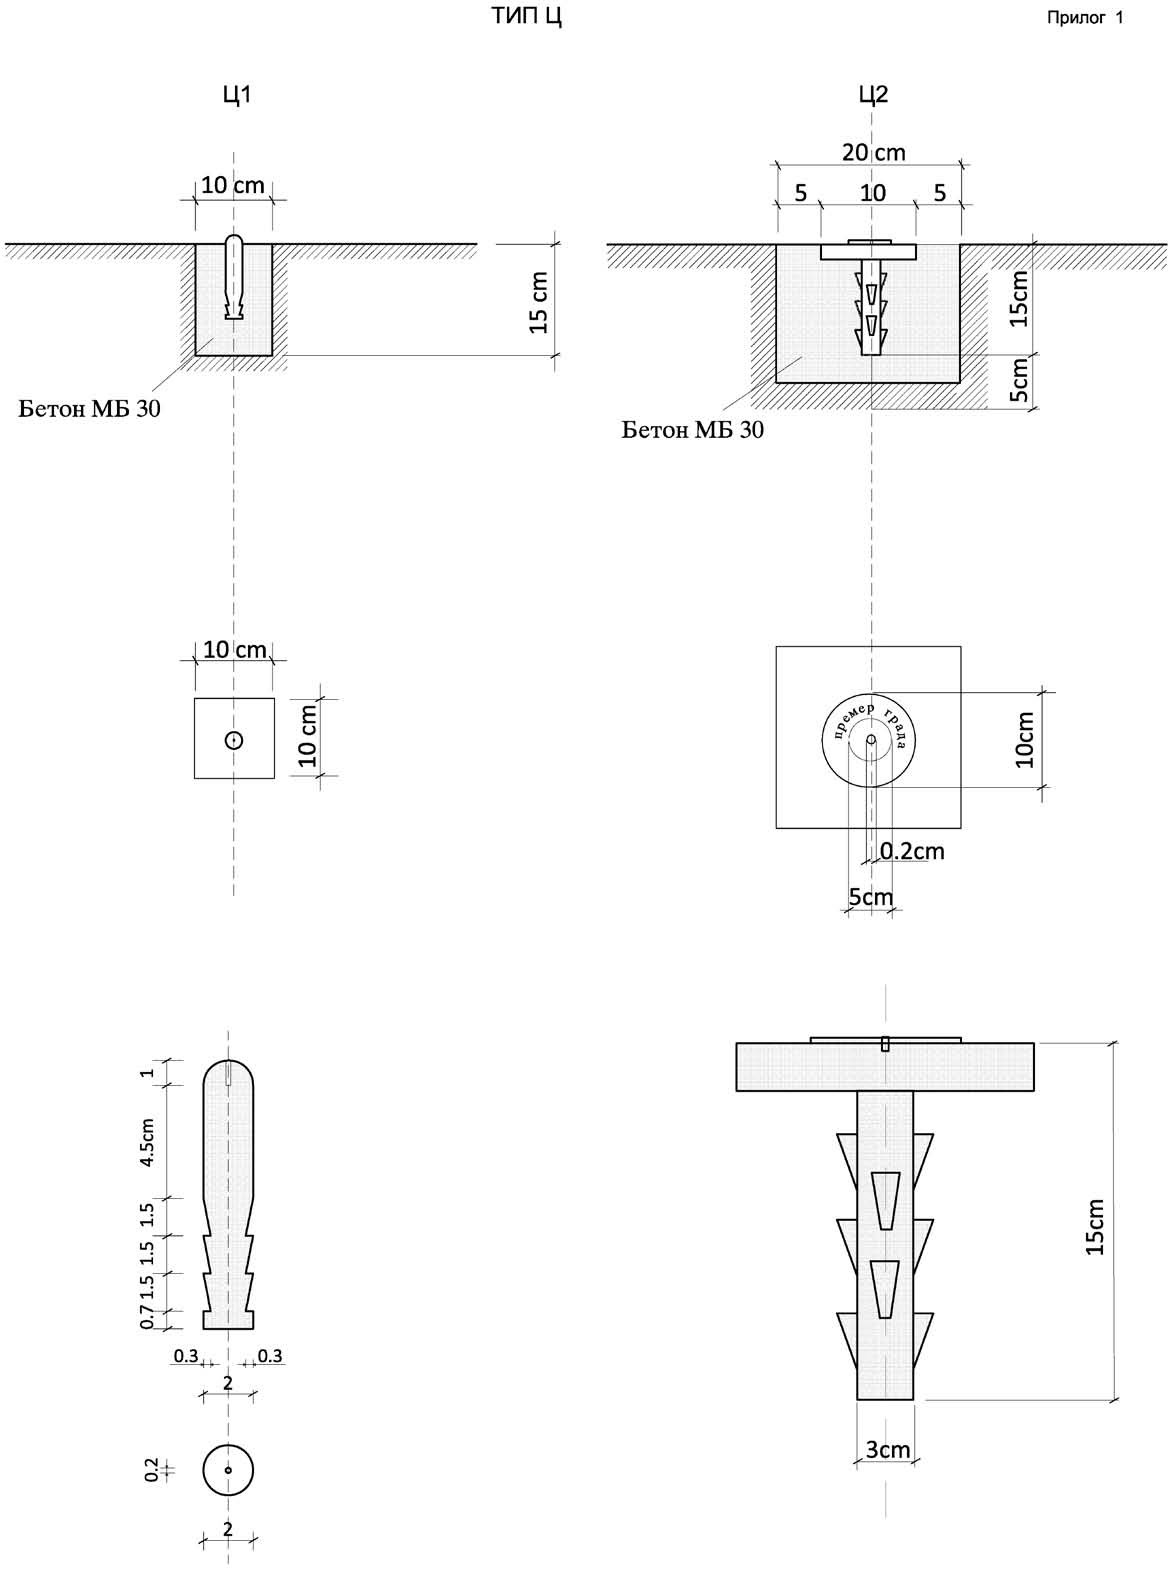 ТИП Ц
Прилог 1
Ц1
Ц2
20 cm
10 cm
5 10 5
15 cm
15cm
5cm
Бетон МБ 30
Бетон МБ 30
10 cm
10 cm
премер града
10cm
0.2cm
5cm
1
4.5cm
1.5
1.5
1.5
0.7
0.3 0.3
2
0.2
2
15cm
3cm